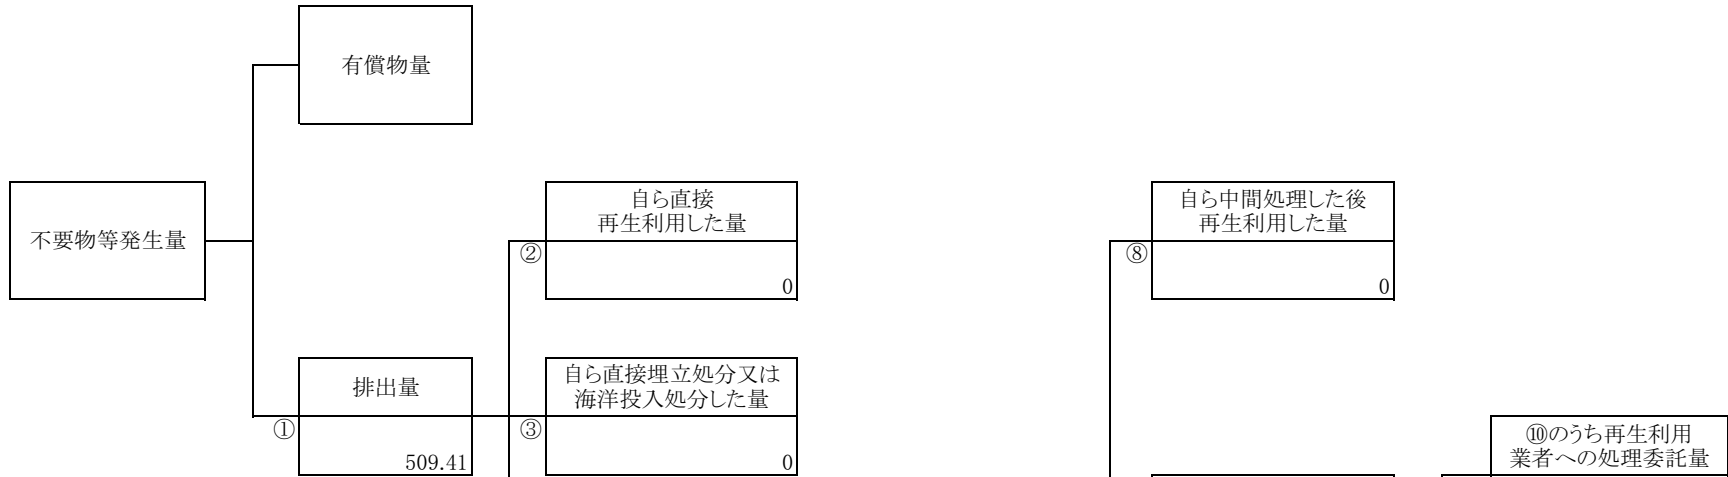 有償物量
不要物等発生量
自ら直接
再生利用した量
②
0
自ら中間処理した後
再生利用した量
⑧
0
排出量
①
509.41
自ら直接埋立処分又は
海洋投入処分した量
③
0
⑩のうち再生利用
業者への処理委託量